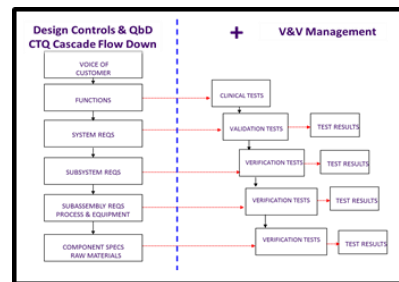 Design Controls & QbD
CTQ Cascade Flow Down
+
V&V Management
VOICE OF
CUSTOMER
FUNCTIONS
CLINICAL TESTS
SYSTEM REQS
VALIDATION TESTS
TEST RESULTS
SUBSYSTEM REQS
VERIFICATION TESTS
TEST RESULTS
SUBASSEMBLY REQS
PROCESS & EQUIPMENT
VERIFICATION TESTS
TEST RESULTS
COMPONENT SPECS
RAW MATERIALS
VERIFICATION TESTS
TEST RESULTS